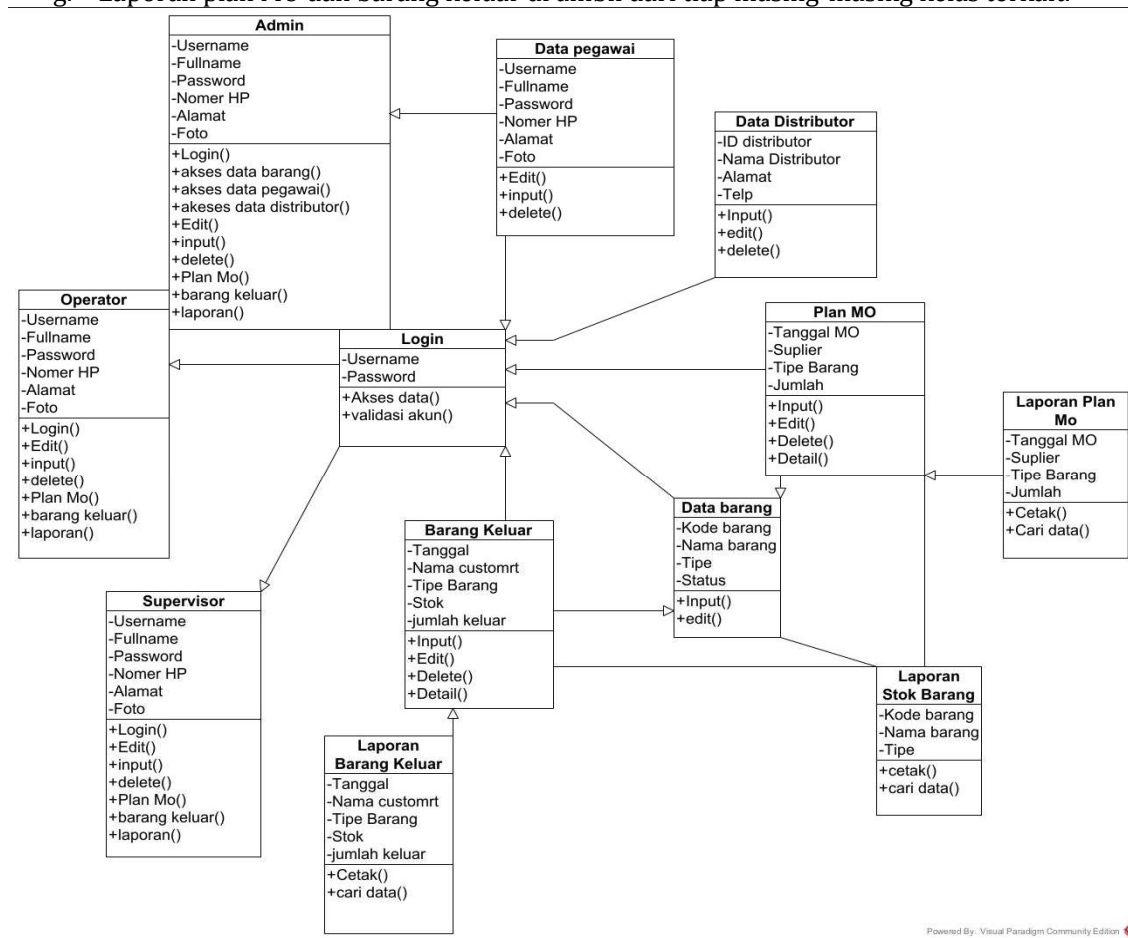 g. Laporan plan Mo dan barang keluar di ambil dari tiap masing-masing kelas terkait.
Admin
-Username
-Fullname
-Password
-Nomer HP
-Alamat
-Foto
+Login()
+akses data barang()
+akses data pegawai()
+akeses data distributor()
+Edit()
+input()
+delete()
+Plan Mo()
+barang keluar()
+laporan()
Data pegawai
-Username
-Fullname
-Password
-Nomer HP
-Alamat
-Foto
+Edit()
+input()
+delete()
Data Distributor
-ID distributor
-Nama Distributor
-Alamat
-Telp
+Input()
+edit()
+delete()
Operator
-Username
-Fullname
-Password
-Nomer HP
-Alamat
-Foto
+Login()
+Edit()
+input()
+delete()
+Plan Mo()
+barang keluar()
+laporan()
Login
-Username
-Password
+Akses data()
+validasi akun()
Plan MO
-Tanggal MO
-Suplier
-Tipe Barang
-Jumlah
+Input()
+Edit()
+Delete()
+Detail()
Laporan Plan
Mo
-Tanggal MO
-Suplier
-Tipe Barang
-Jumlah
+Cetak()
+Cari data()
Data barang
-Kode barang
-Nama barang
-Tipe
-Status
+Input()
+edit()
Barang Keluar
-Tanggal
-Nama customrt
-Tipe Barang
-Stok
-jumlah keluar
+Input()
+Edit()
+Delete()
+Detail()
Supervisor
-Username
-Fullname
-Password
-Nomer HP
-Alamat
-Foto
+Login()
+Edit()
+input()
+delete()
+Plan Mo()
+barang keluar()
+laporan()
Laporan
Stok Barang
-Kode barang
-Nama barang
-Tipe
+cetak()
+cari data()
Laporan
Barang Keluar
-Tanggal
-Nama customrt
-Tipe Barang
-Stok
-jumlah keluar
+Cetak()
+cari data()
Powered By: Visual Paradigm Community Edition